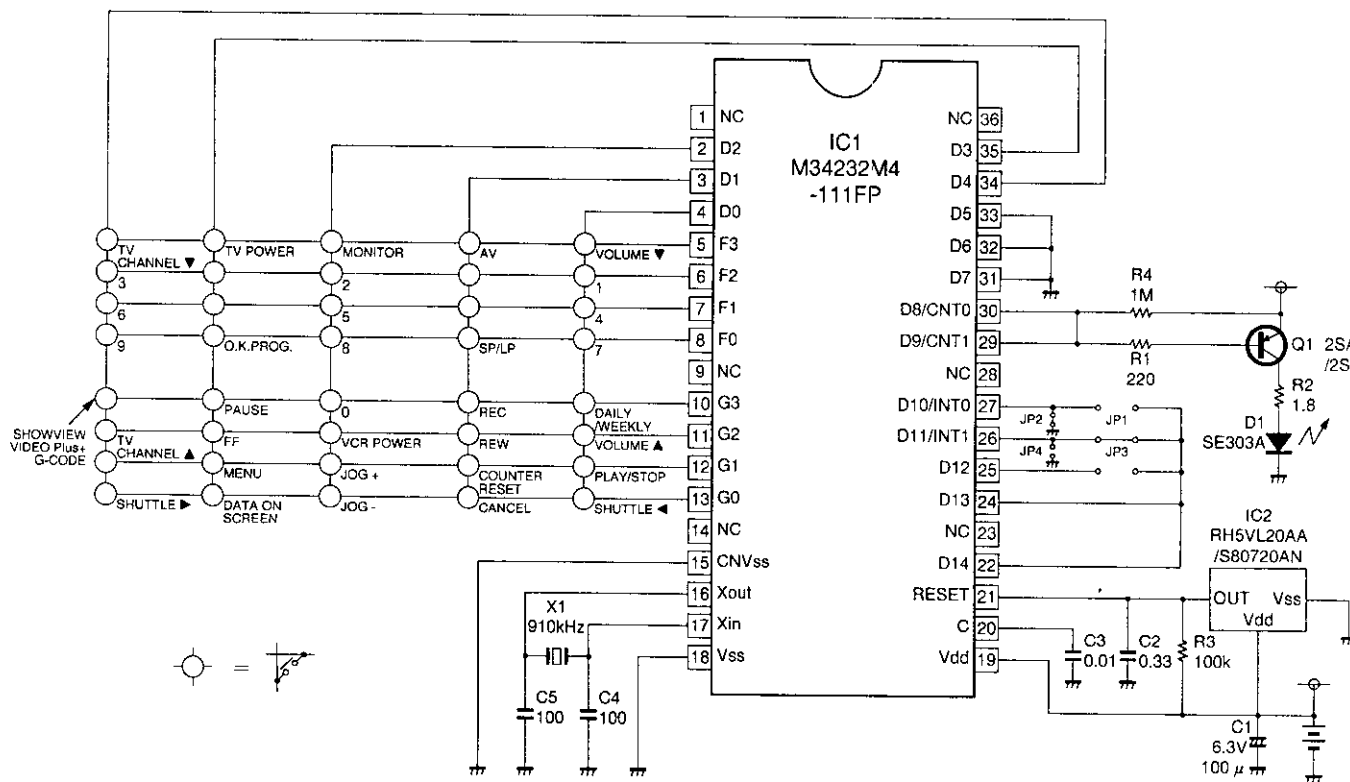 IC1
M34232M4
-111FP
1 NC
2 D2
3 D1
4 D0
5 F3
6 F2
7 F1
8 F0
9 NC
10 G3
11 G2
12 G1
13 G0
14 NC
15 CNVss
16 Xout
17 Xin
18 Vss
NC 36
D3 35
D4 34
D5 33
D6 32
D7 31
D8/CNT0 30
D9/CNT1 29
NC 28
D10/INT0 27
D11/INT1 26
D12 25
D13 24
NC 23
D14 22
RESET 21
C 20
Vdd 19
TV
CHANNEL ▼
TV POWER
MONITOR
AV
VOLUME ▼
3
2
1
6
5
4
9
O.K.PROG.
8
SP/LP
7
SHOWVIEW
VIDEO Plus+
G-CODE
PAUSE
0
REC
DAILY
/WEEKLY
TV
CHANNEL ▲
FF
VCR POWER
REW
VOLUME ▲
MENU
JOG +
COUNTER
RESET
PLAY/STOP
SHUTTLE ►
DATA ON
SCREEN
JOG -
CANCEL
SHUTTLE ◄
X1
910kHz
C5
100
C4
100
=
R4
1M
R1
220
Q1
2SA
/2S
R2
1.8
D1
SE303A
JP2
JP1
JP4
JP3
IC2
RH5VL20AA
/S80720AN
OUT Vss
Vdd
C3
0.01
C2
0.33
R3
100k
C1
6.3V
100 μ